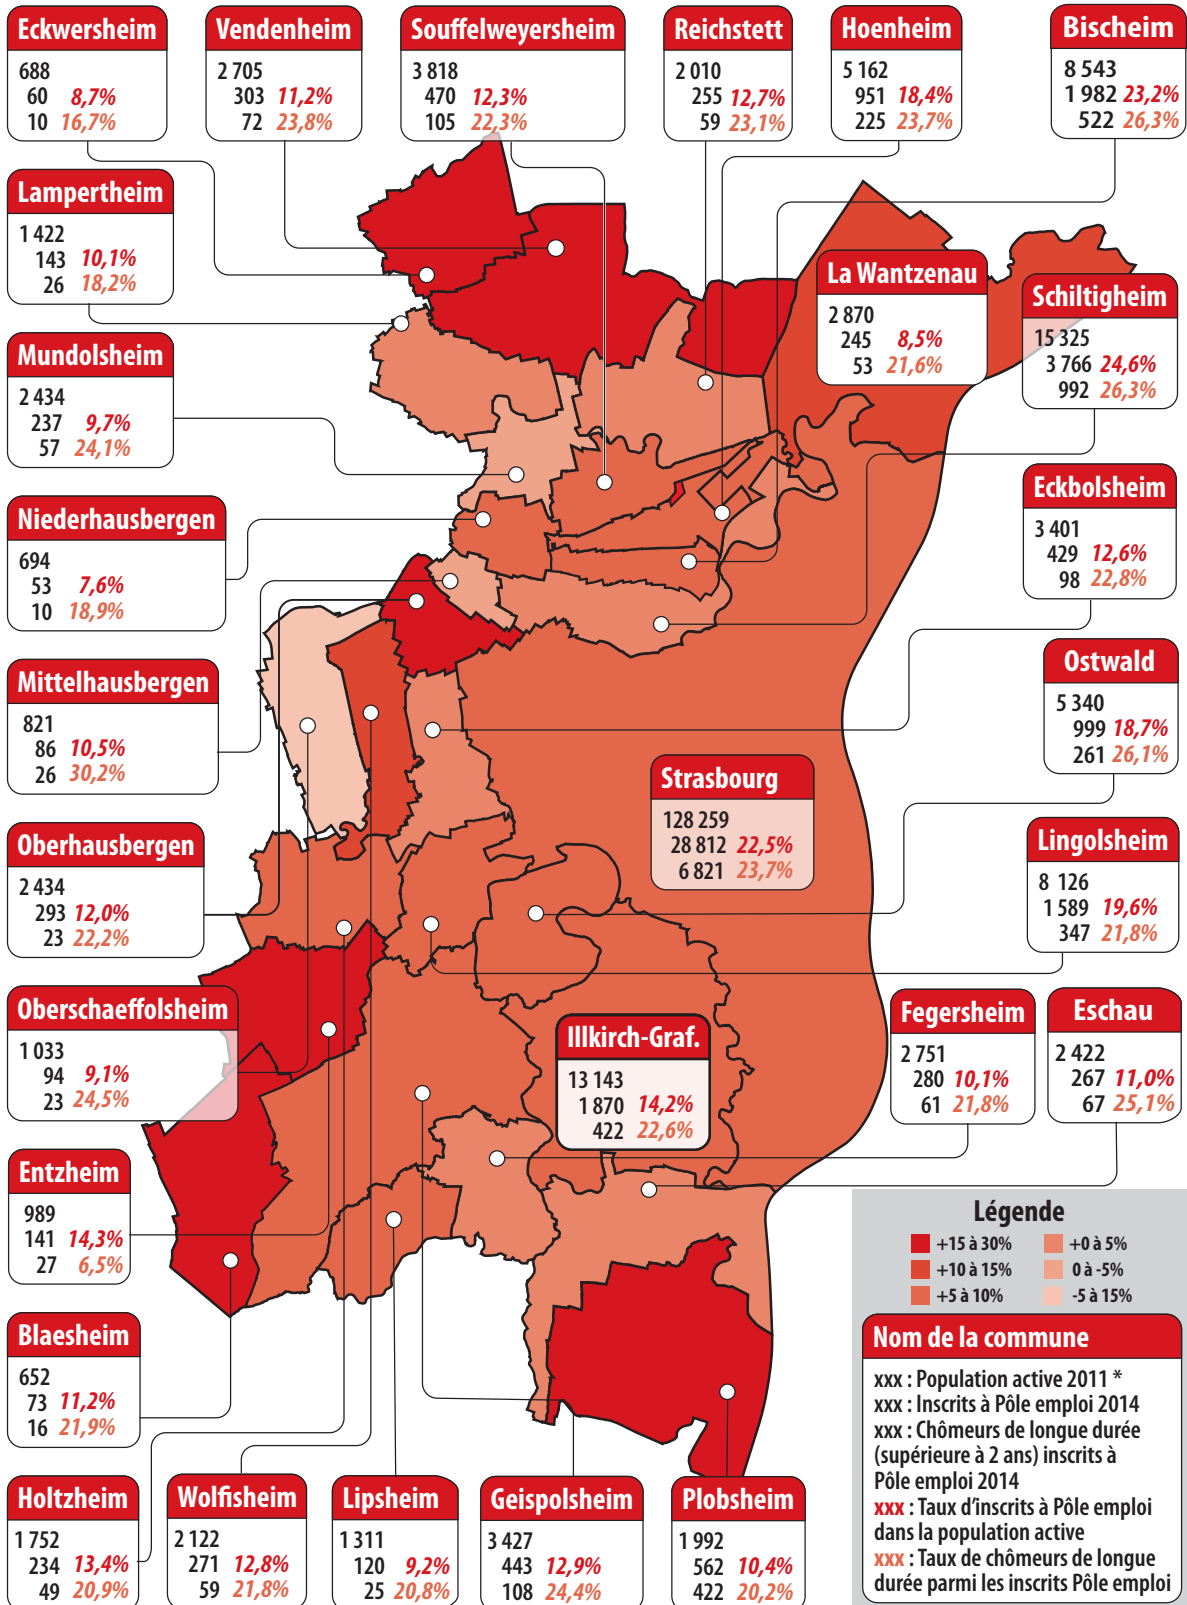 Eckwersheim
688
60 8,7%
10 16,7%
Vendenheim
2 705
303 11,2%
72 23,8%
Souffelweyersheim
3 818
470 12,3%
105 22,3%
Reichstett
2 010
255 12,7%
59 23,1%
Hoenheim
5 162
951 18,4%
225 23,7%
Bischeim
8 543
1 982 23,2%
522 26,3%
Lampertheim
1 422
143 10,1%
26 18,2%
La Wantzenau
2 870
245 8,5%
53 21,6%
Schiltigheim
15 325
3 766 24,6%
992 26,3%
Mundolsheim
2 434
237 9,7%
57 24,1%
Eckbolsheim
3 401
429 12,6%
98 22,8%
Niederhausbergen
694
53 7,6%
10 18,9%
Ostwald
5 340
999 18,7%
261 26,1%
Mittelhausbergen
821
86 10,5%
26 30,2%
Strasbourg
128 259
28 812 22,5%
6 821 23,7%
Oberhausbergen
2 434
293 12,0%
23 22,2%
Lingolsheim
8 126
1 589 19,6%
347 21,8%
Oberschaeffolsheim
1 033
94 9,1%
23 24,5%
Illkirch-Graf.
13 143
1 870 14,2%
422 22,6%
Fegersheim
2 751
280 10,1%
61 21,8%
Eschau
2 422
267 11,0%
67 25,1%
Entzheim
989
141 14,3%
27 6,5%
Blaesheim
652
73 11,2%
16 21,9%
Holtzheim
1 752
234 13,4%
49 20,9%
Wolfisheim
2 122
271 12,8%
59 21,8%
Lipsheim
1 311
120 9,2%
25 20,8%
Geispolsheim
3 427
443 12,9%
108 24,4%
Plobsheim
1 992
562 10,4%
422 20,2%
Légende
+15 à 30%
+10 à 15%
+5 à 10%
+0 à 5%
0 à -5%
-5 à 15%
Nom de la commune
xxx : Population active 2011 *
xxx : Inscrits à Pôle emploi 2014
xxx : Chômeurs de longue durée
(supérieure à 2 ans) inscrits à
Pôle emploi 2014
xxx : Taux d'inscrits à Pôle emploi
dans la population active
xxx : Taux de chômeurs de longue
durée parmi les inscrits Pôle emploi